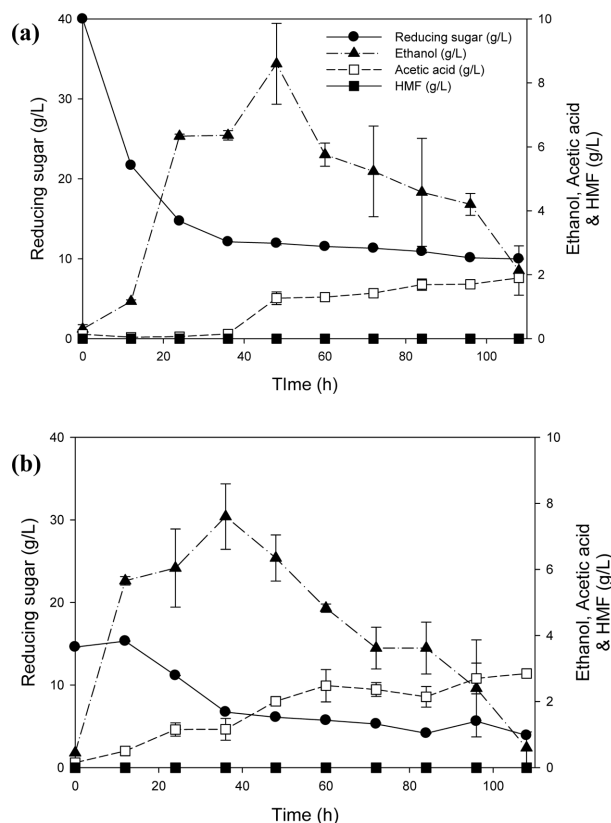 (a)
Reducing sugar (g/L)
Ethanol (g/L)
Acetic acid (g/L)
HMF (g/L)
40
30
20
10
0
Reducing sugar (g/L)
10
8
6
4
2
0
Ethanol, Acetic acid
& HMF (g/L)
0 20 40 60 80 100
TIme (h)
(b)
40
30
20
10
0
Reducing sugar (g/L)
10
8
6
4
2
0
Ethanol, Acetic acid
& HMF (g/L)
0 20 40 60 80 100
Time (h)